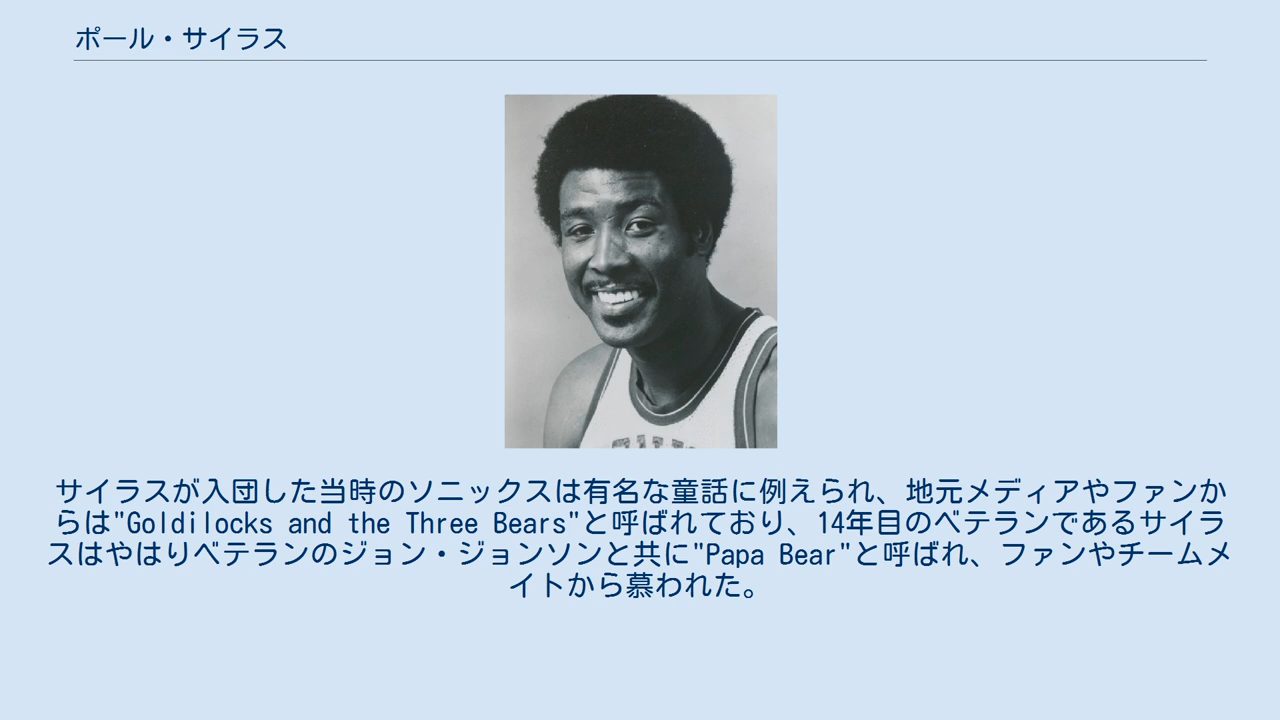 ポール・サイラス
サイラスが入団した当時のソニックスは有名な童話に例えられ、地元メディアやファンか
らは"Goldilocks and the Three Bears"と呼ばれており、14年目のベテランであるサイラ
スはやはりベテランのジョン・ジョンソンと共に"Papa Bear"と呼ばれ、ファンやチームメ
イトから慕われた。